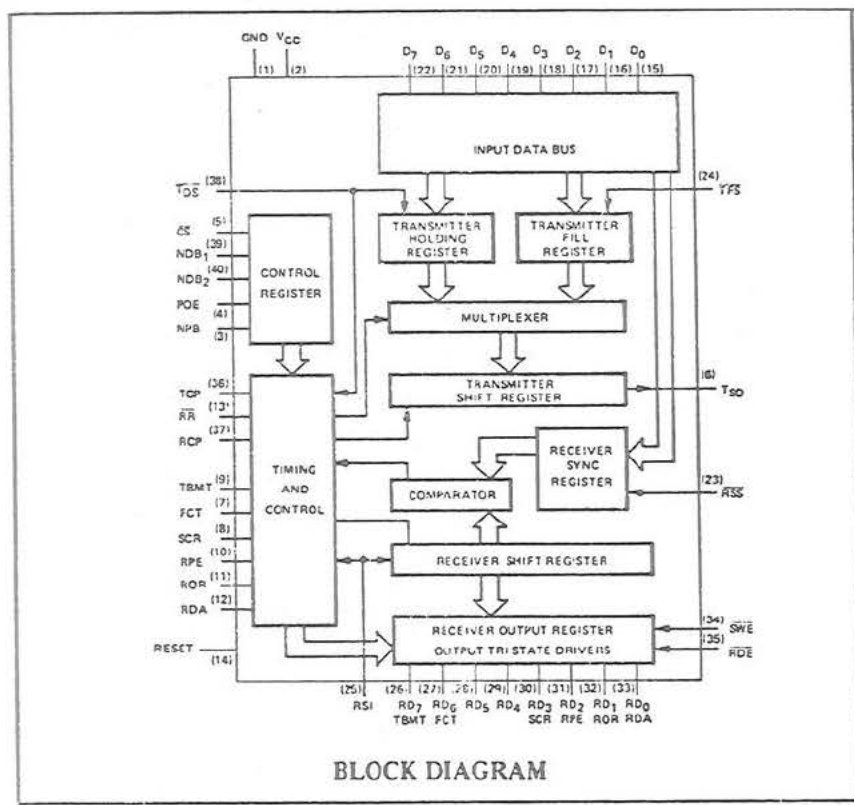 GND VCC
(1) (2)
D7 D6 D5 D4 D3 D2 D1 D0
(22) (21) (20) (19) (18) (17) (16) (15)
INPUT DATA BUS
TDS (38)
(24) TFS
TRANSMITTER
HOLDING
REGISTER
TRANSMITTER
FILL
REGISTER
CS (5)
NDB1 (39)
NDB2 (40)
POE (4)
NPB (3)
CONTROL
REGISTER
MULTIPLEXER
TRANSMITTER
SHIFT REGISTER
(6) TSO
TCP (36)
RR (13)
RCP (37)
TBMT (9)
FCT (7)
SCR (8)
RPE (10)
ROR (11)
RDA (12)
RESET (14)
TIMING
AND
CONTROL
RECEIVER
SYNC
REGISTER
(23) RSS
COMPARATOR
RECEIVER SHIFT REGISTER
RECEIVER OUTPUT REGISTER
OUTPUT TRI STATE DRIVERS
(34) SWE
(35) RDE
(25) (26) (27) (28) (29) (30) (31) (32) (33)
RSI RD7 RD6 RD5 RD4 RD3 RD2 RD1 RD0
TBMT FCT SCR RPE ROR RDA
BLOCK DIAGRAM